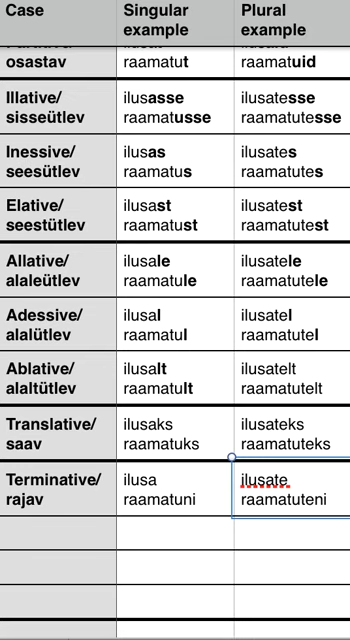 Case Singular Plural
example example
osastav raamatut raamatuid
Illative/ ilusasse ilusatesse
sisseütlev raamatusse raamatutesse
Inessive/ ilusas ilusates
seesütlev raamatus raamatutes
Elative/ ilusast ilusatest
seestütlev raamatust raamatutest
Allative/ ilusale ilusatele
alaleütlev raamatule raamatutele
Adessive/ ilusal ilusatel
alalütlev raamatul raamatutel
Ablative/ ilusalt ilusatelt
alaltütlev raamatult raamatutelt
Translative/ ilusaks ilusateks
saav raamatuks raamatuteks
Terminative/ ilusa ilusate
rajav raamatuni raamatuteni